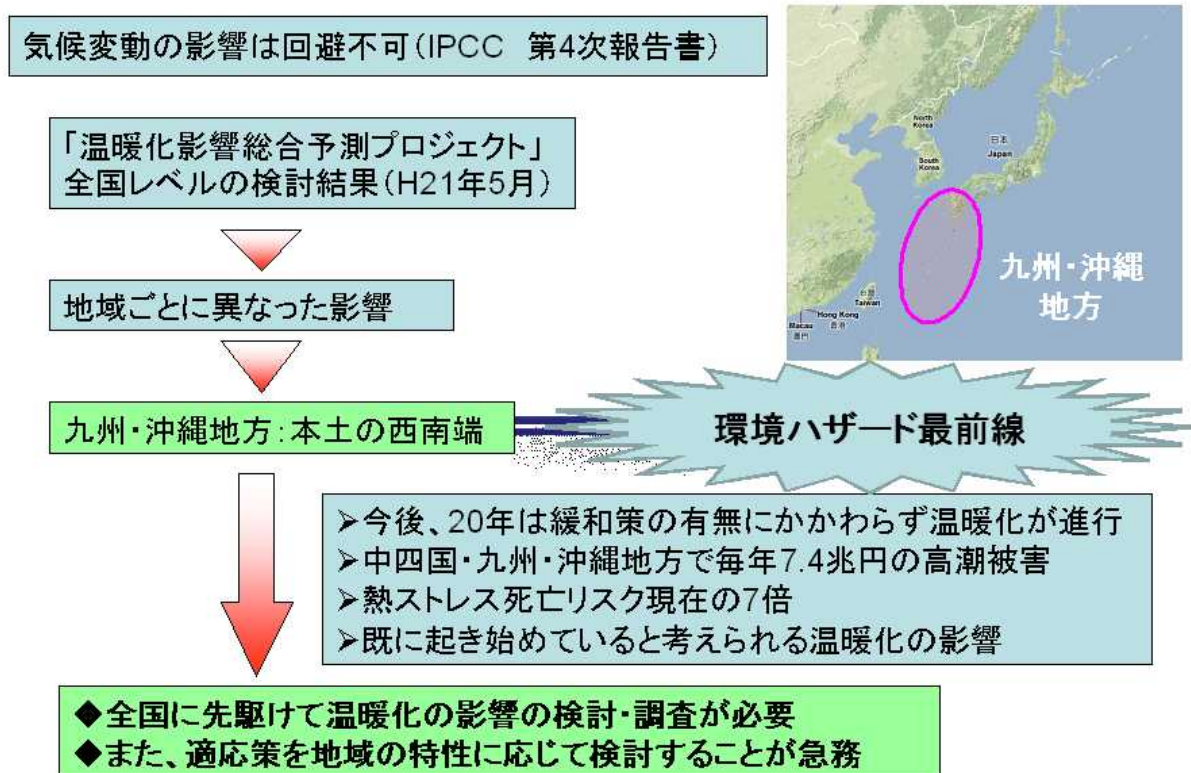 気候変動の影響は回避不可(IPCC 第4次報告書)
「温暖化影響総合予測プロジェクト」
全国レベルの検討結果(H21年5月)
地域ごとに異なった影響
九州・沖縄地方:本土の西南端
North
Korea
South
Korea
日本
Japan
台灣
Taiwan
Hong Kong
香港
Macau
澳門
九州・沖縄
地方
環境ハザード最前線
➢今後、20年は緩和策の有無にかかわらず温暖化が進行
➢中四国・九州・沖縄地方で毎年7.4兆円の高潮被害
➢熱ストレス死亡リスク現在の7倍
➢既に起き始めていると考えられる温暖化の影響
◆全国に先駆けて温暖化の影響の検討・調査が必要
◆また、適応策を地域の特性に応じて検討することが急務